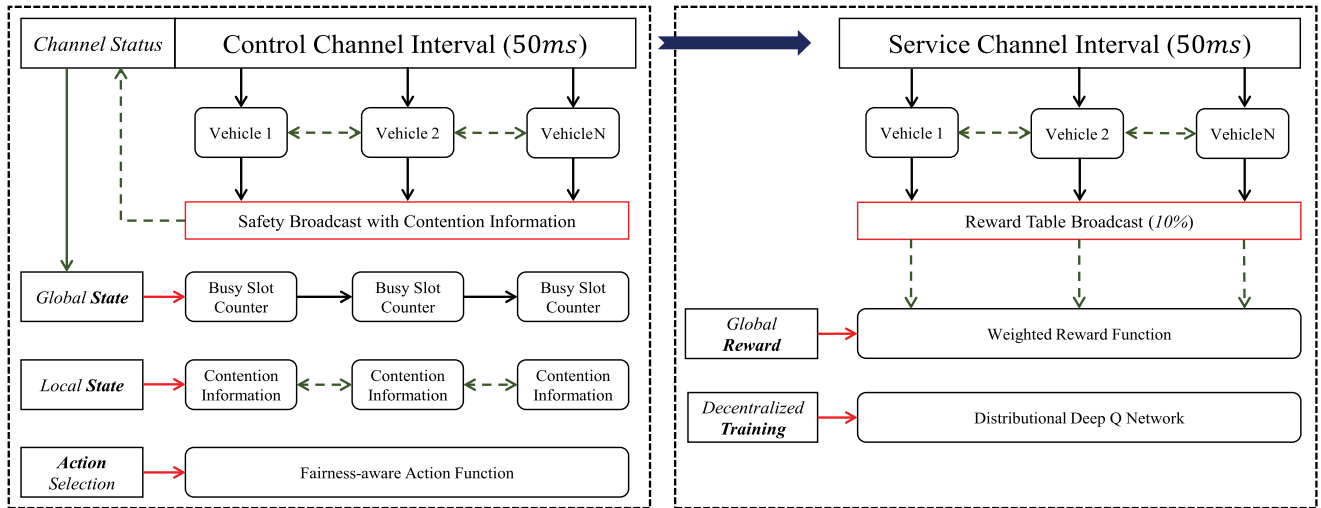 Channel Status
Control Channel Interval (50ms)
Vehicle 1
Vehicle 2
VehicleN
Safety Broadcast with Contention Information
Global State
Busy Slot
Counter
Busy Slot
Counter
Busy Slot
Counter
Local State
Contention
Information
Contention
Information
Contention
Information
Action
Selection
Fairness-aware Action Function
Service Channel Interval (50ms)
Vehicle 1
Vehicle 2
VehicleN
Reward Table Broadcast (10%)
Global
Reward
Weighted Reward Function
Decentralized
Training
Distributional Deep Q Network